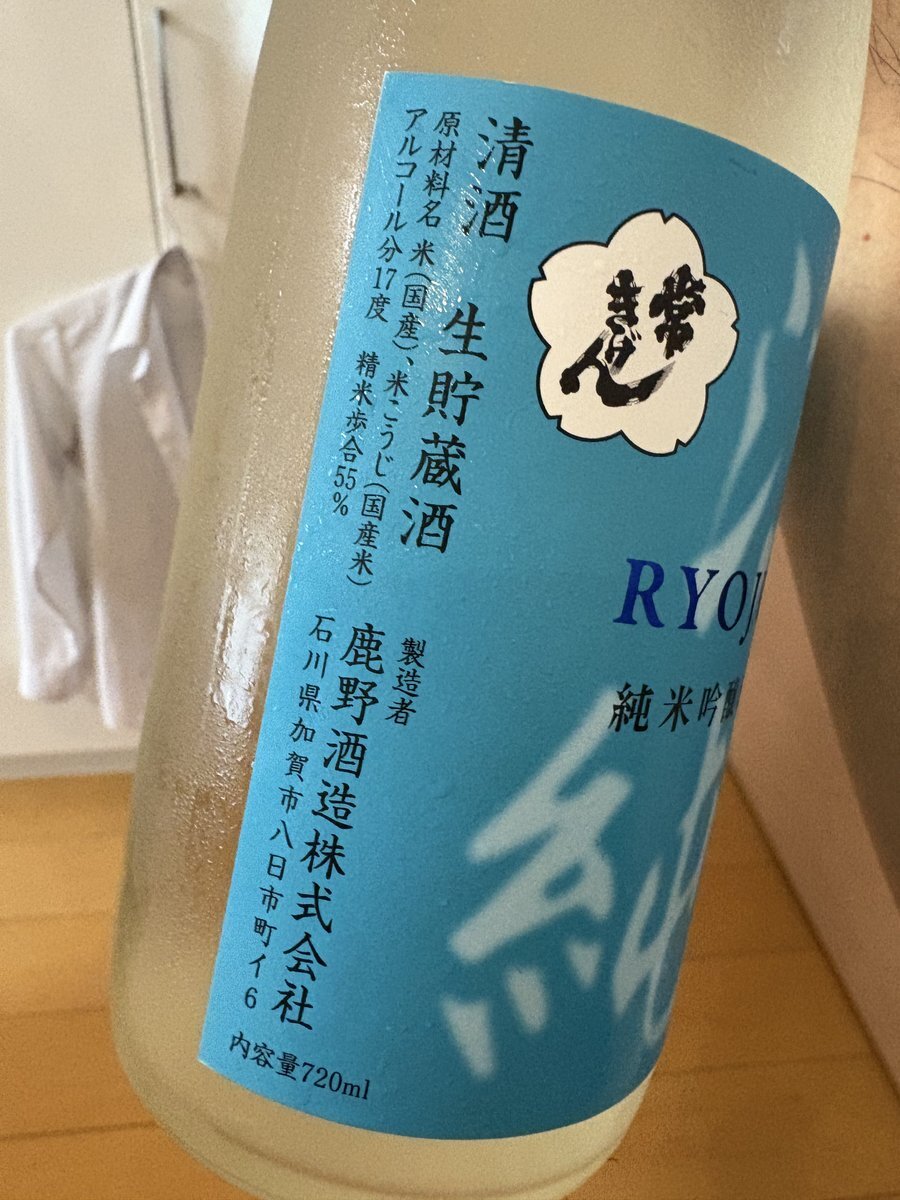 清酒
生貯蔵酒
原材料名 米(国産)、米こうじ(国産米)
アルコール分17度 精米歩合55%
製造者
鹿野酒造株式会社
石川県加賀市八日市町イ6
内容量720ml
常
きげん
RYOJ
純米吟醸
純